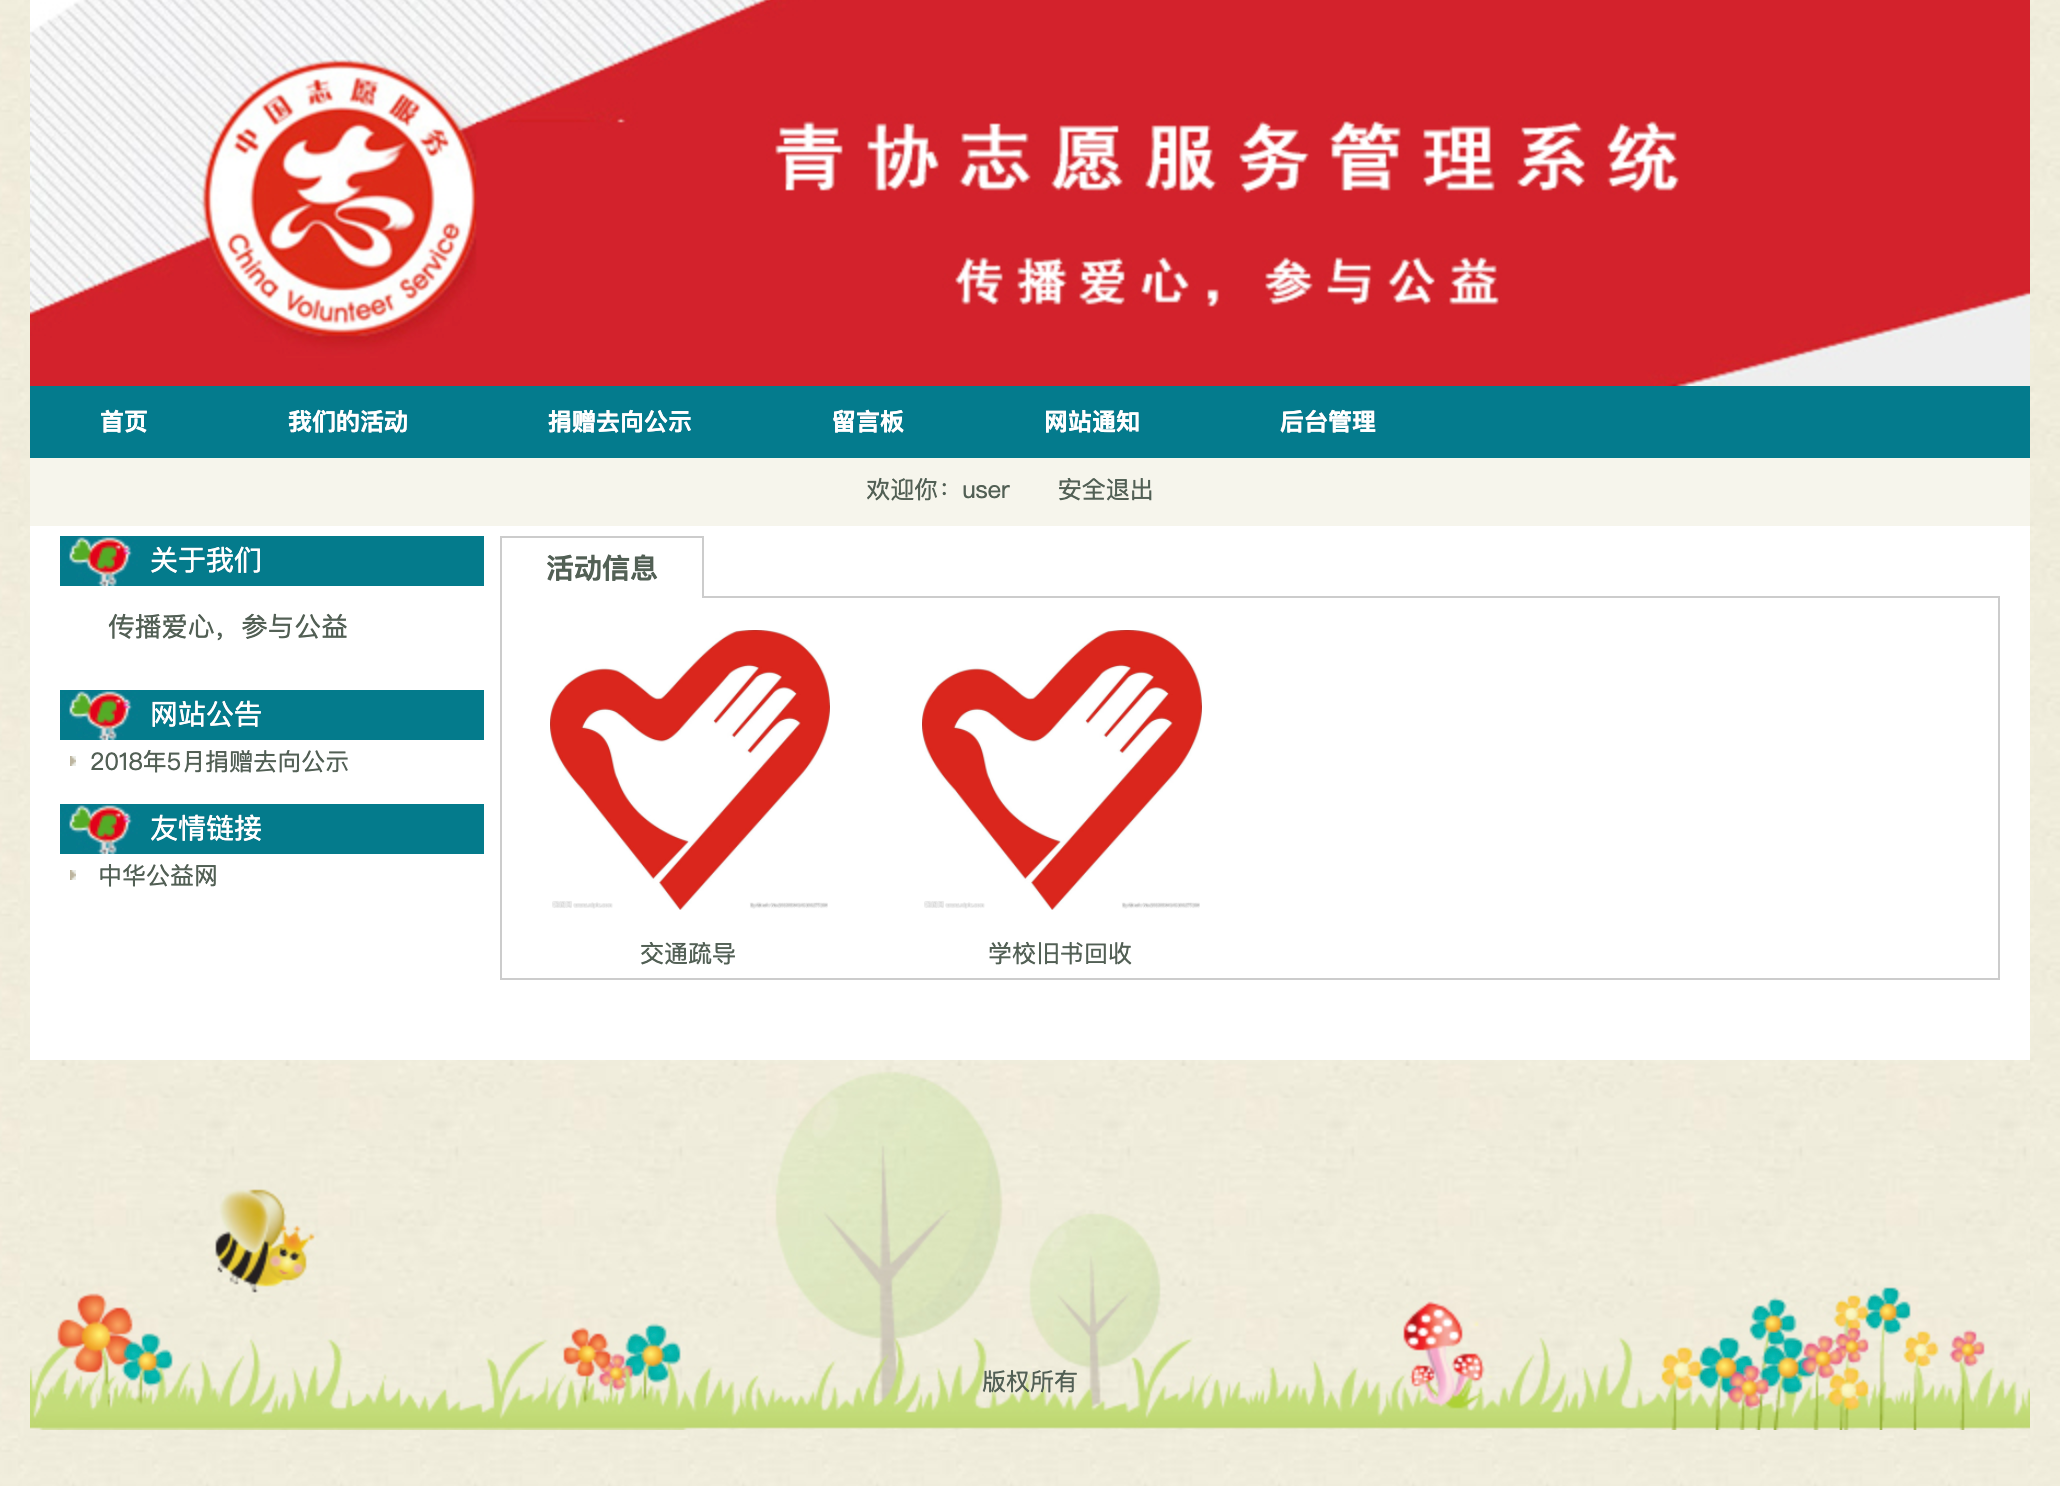 中国志愿服务
China Volunteer Service
青协志愿服务管理系统
传播爱心，参与公益
首页 我们的活动 捐赠去向公示 留言板 网站通知 后台管理
欢迎你：user 安全退出
关于我们
传播爱心，参与公益
网站公告
2018年5月捐赠去向公示
友情链接
中华公益网
活动信息
交通疏导 学校旧书回收
版权所有